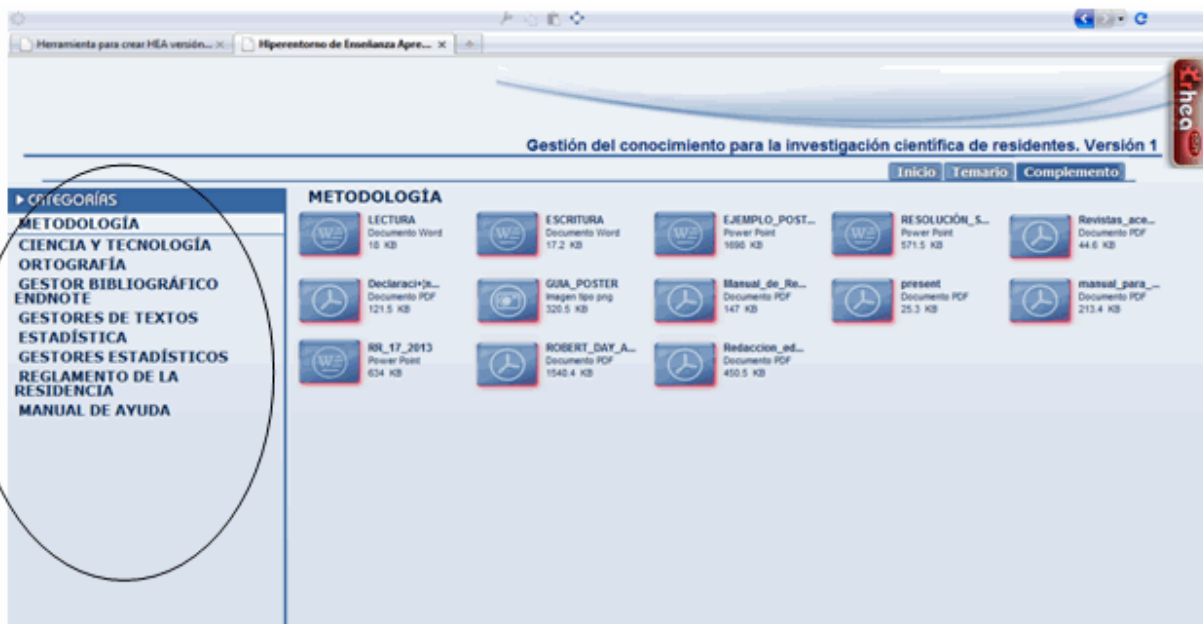 Herramienta para crear HEA versión...
Hiperentorno de Enseñanza Apre...
crhea
Gestión del conocimiento para la investigación científica de residentes. Versión 1
Inicio Temario Complemento
CATEGORÍAS
METODOLOGÍA
CIENCIA Y TECNOLOGÍA
ORTOGRAFÍA
GESTOR BIBLIOGRÁFICO
ENDNOTE
GESTORES DE TEXTOS
ESTADÍSTICA
GESTORES ESTADÍSTICOS
REGLAMENTO DE LA
RESIDENCIA
MANUAL DE AYUDA
METODOLOGÍA
LECTURA
Documento Word
18 KB
ESCRITURA
Documento Word
17.2 KB
EJEMPLO_POST...
Power Point
1696 KB
RESOLUCIÓN_S...
Power Point
571.5 KB
Revistas_ace...
Documento PDF
44.6 KB
Declaraci+¦n...
Documento PDF
121.5 KB
GUIA_POSTER
Imagen tipo png
320.5 KB
Manual_de_Re...
Documento PDF
147 KB
present
Documento PDF
25.3 KB
manual_para_...
Documento PDF
213.4 KB
RR_17_2013
Power Point
634 KB
ROBERT_DAY_A...
Documento PDF
1540.4 KB
Redaccion_ed...
Documento PDF
450.5 KB